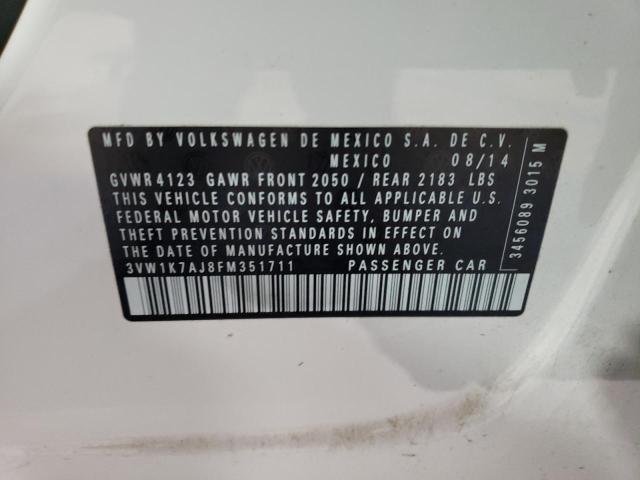 MFD BY VOLKSWAGEN DE MEXICO S.A. DE C.V.
MEXICO 08/14
GVWR 4123 GAWR FRONT 2050 / REAR 2183 LBS
THIS VEHICLE CONFORMS TO ALL APPLICABLE U.S.
FEDERAL MOTOR VEHICLE SAFETY, BUMPER AND
THEFT PREVENTION STANDARDS IN EFFECT ON
THE DATE OF MANUFACTURE SHOWN ABOVE.
3VW1K7AJ8FM351711 PASSENGER CAR
3456089 3015 M